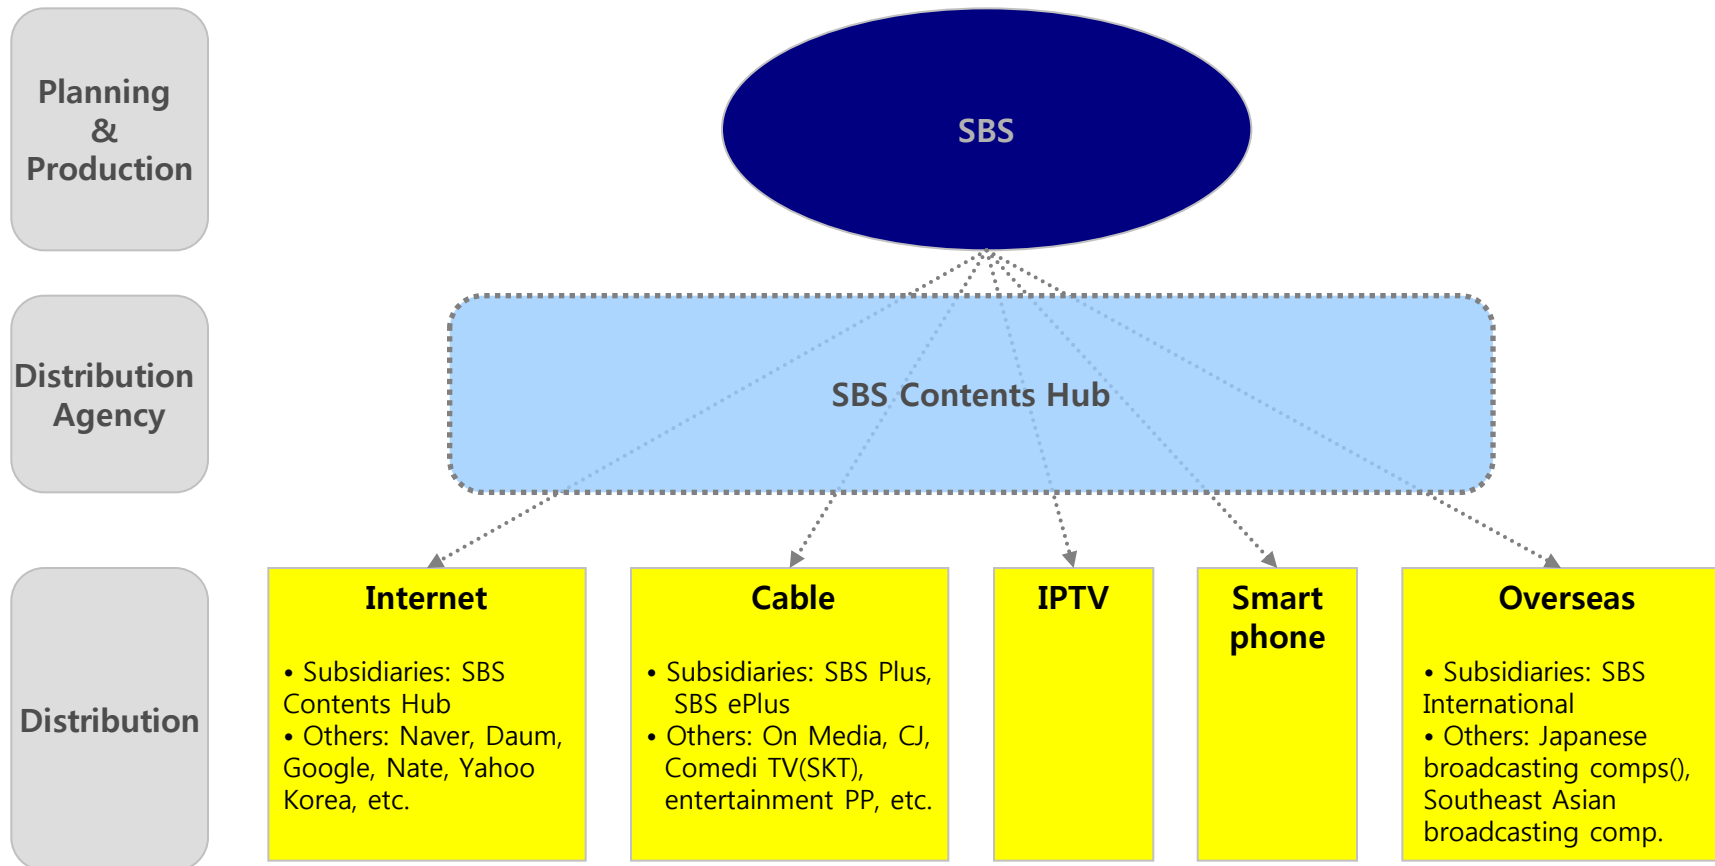 Planning
&
Production
SBS
Distribution
Agency
SBS Contents Hub
Distribution
Internet
• Subsidiaries: SBS
Contents Hub
• Others: Naver, Daum,
Google, Nate, Yahoo
Korea, etc.
Cable
• Subsidiaries: SBS Plus,
SBS ePlus
• Others: On Media, CJ,
Comedi TV(SKT),
entertainment PP, etc.
IPTV
Smart
phone
Overseas
• Subsidiaries: SBS
International
• Others: Japanese
broadcasting comps(),
Southeast Asian
broadcasting comp.